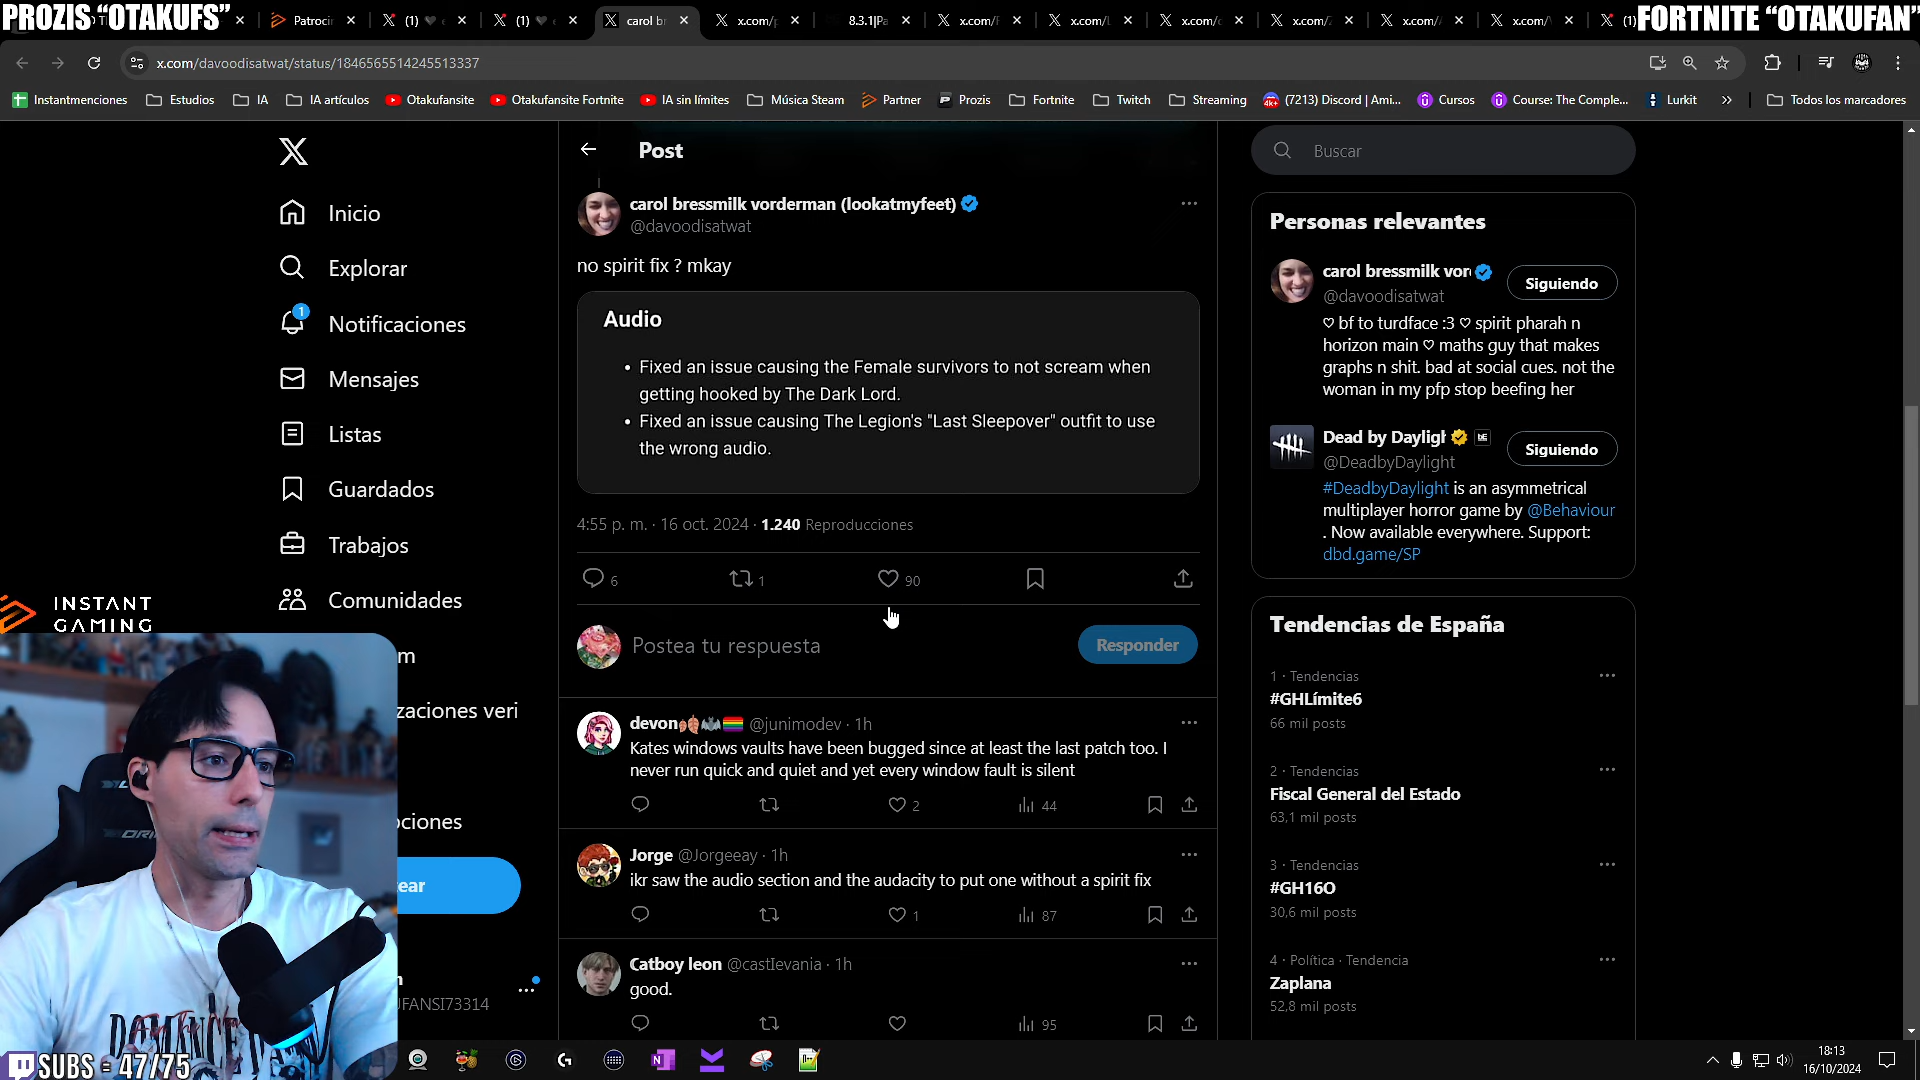 PROZIS “OTAKUFS”
Patroci
(1)
(1)
carol b
x.com/
8.3.1|Pa
x.com/
x.com/
x.com/
x.com/
x.com/
x.com/
(1)
FORTNITE “OTAKUFAN”
x.com/davoodisatwat/status/1846565514245513337
Instantmenciones
Estudios
IA
IA artículos
Otakufansite
Otakufansite Fortnite
IA sin límites
Música Steam
Partner
Prozis
Fortnite
Twitch
Streaming
(7213) Discord | Ami...
Cursos
Course: The Comple...
Lurkit
Todos los marcadores
Inicio
Explorar
1
Notificaciones
Mensajes
Listas
Guardados
Trabajos
Comunidades
zaciones veri
ociones
ear
JFANSI73314
INSTANT
GAMING
SUBS = 47/75
Post
carol bressmilk vorderman (lookatmyfeet)
@davoodisatwat
no spirit fix ? mkay
Audio
• Fixed an issue causing the Female survivors to not scream when
getting hooked by The Dark Lord.
• Fixed an issue causing The Legion's "Last Sleepover" outfit to use
the wrong audio.
4:55 p. m. · 16 oct. 2024 · 1.240 Reproducciones
6
1
90
Postea tu respuesta
Responder
devon @junimodev · 1h
Kates windows vaults have been bugged since at least the last patch too. I
never run quick and quiet and yet every window fault is silent
2
44
Jorge @Jorgeeay · 1h
ikr saw the audio section and the audacity to put one without a spirit fix
1
87
Catboy leon @castIevania · 1h
good.
95
Buscar
Personas relevantes
carol bressmilk vor
@davoodisatwat
Siguiendo
♡ bf to turdface :3 ♡ spirit pharah n
horizon main ♡ maths guy that makes
graphs n shit. bad at social cues. not the
woman in my pfp stop beefing her
Dead by Dayligh
@DeadbyDaylight
Siguiendo
#DeadbyDaylight is an asymmetrical
multiplayer horror game by @Behaviour
. Now available everywhere. Support:
dbd.game/SP
Tendencias de España
1 · Tendencias
#GHLímite6
66 mil posts
2 · Tendencias
Fiscal General del Estado
63,1 mil posts
3 · Tendencias
#GH16O
30,6 mil posts
4 · Política · Tendencia
Zaplana
52,8 mil posts
18:13
16/10/2024